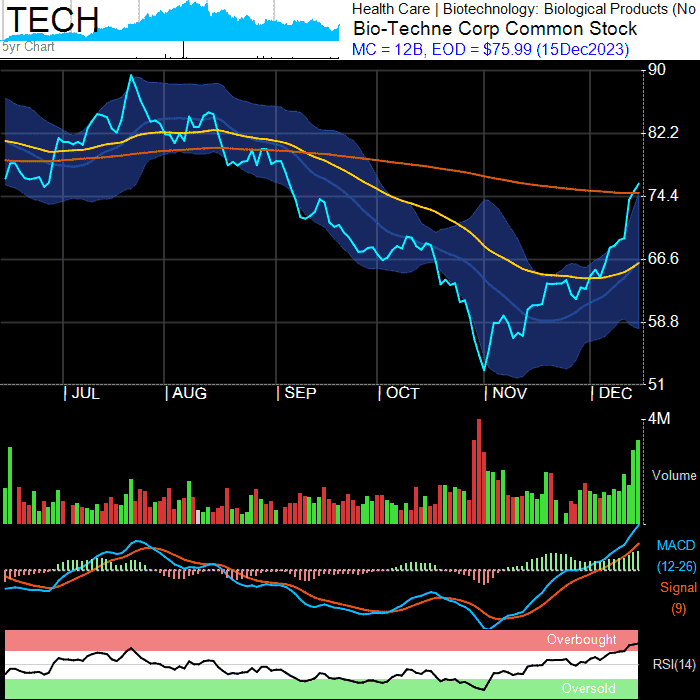 TECH
5yr Chart
Health Care | Biotechnology: Biological Products (No
Bio-Techne Corp Common Stock
MC = 12B, EOD = $75.99 (15Dec2023)
90
82.2
74.4
66.6
58.8
51
| JUL | AUG | SEP | OCT | NOV | DEC
4M
Volume
MACD
(12-26)
Signal
(9)
Overbought
RSI(14)
Oversold